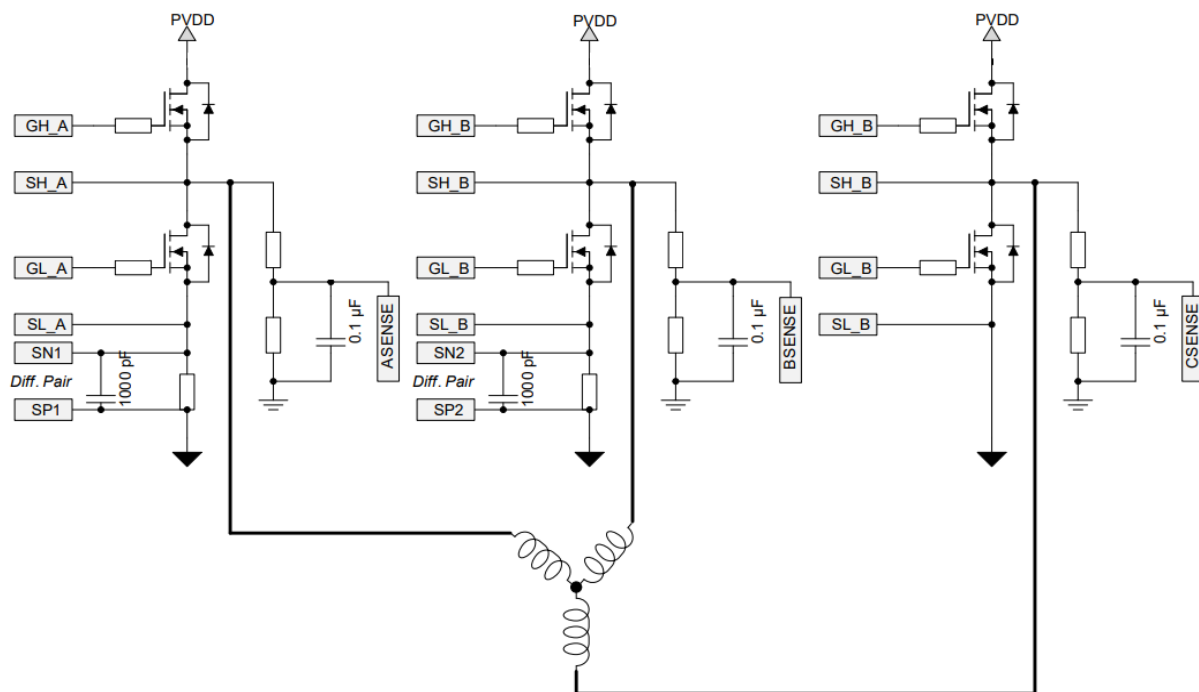 PVDD
GH_A
SH_A
GL_A
SL_A
SN1
Diff. Pair
SP1
1000 pF
0.1 µF
ASENSE
PVDD
GH_B
SH_B
GL_B
SL_B
SN2
Diff. Pair
SP2
1000 pF
0.1 µF
BSENSE
PVDD
GH_B
SH_B
GL_B
SL_B
0.1 µF
CSENSE